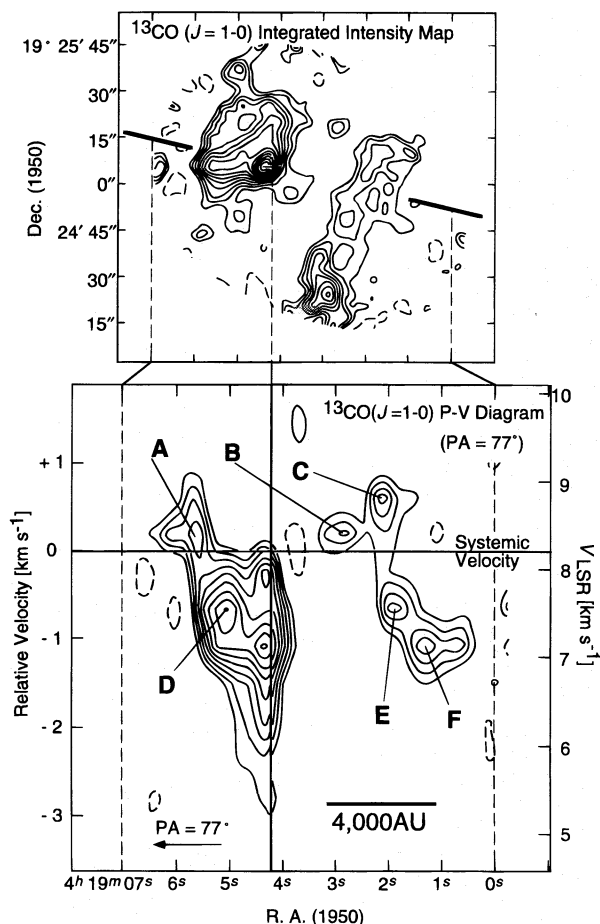 ¹³CO (J = 1-0) Integrated Intensity Map
19° 25′ 45″
30″
15″
0″
24′ 45″
30″
15″
Dec. (1950)
¹³CO(J=1-0) P-V Diagram
(PA = 77°)
A
B
C
D
E
F
Systemic
Velocity
+ 1
0
- 1
- 2
- 3
Relative Velocity [km s⁻¹]
10
9
8
7
6
5
V LSR [km s⁻¹]
PA = 77°
4,000AU
4h 19m 07s 6s 5s 4s 3s 2s 1s 0s
R. A. (1950)